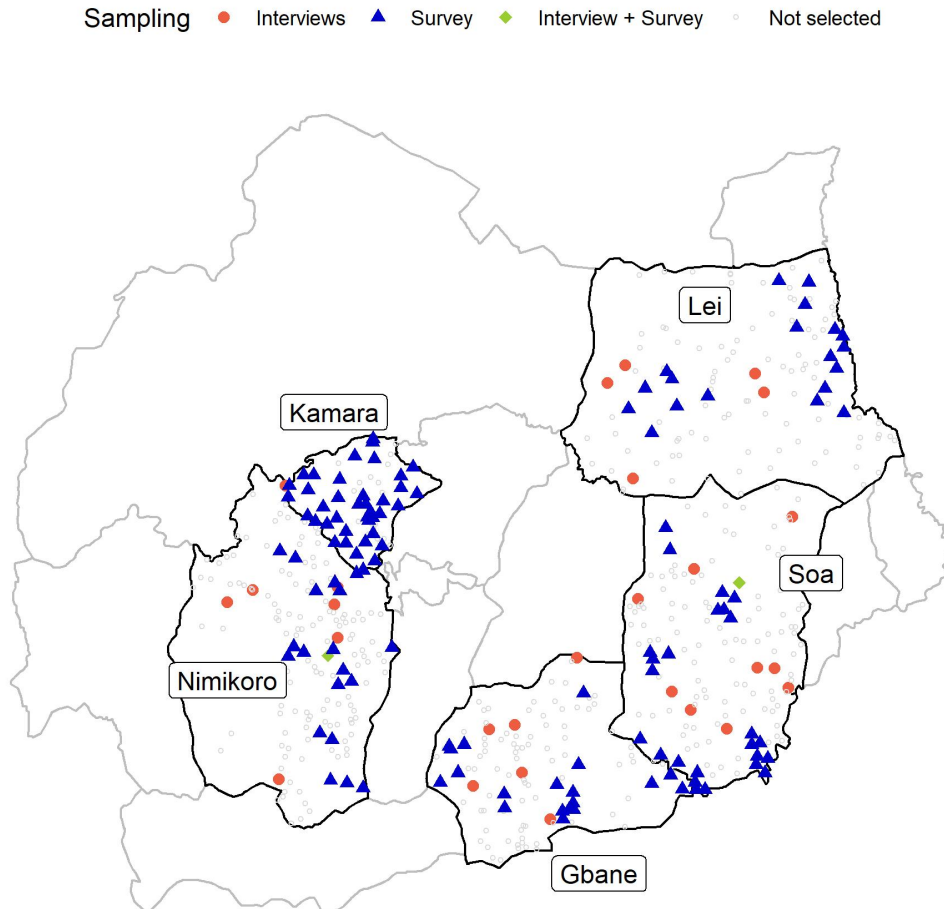 Sampling Interviews Survey Interview + Survey Not selected
Lei
Kamara
Soa
Nimikoro
Gbane